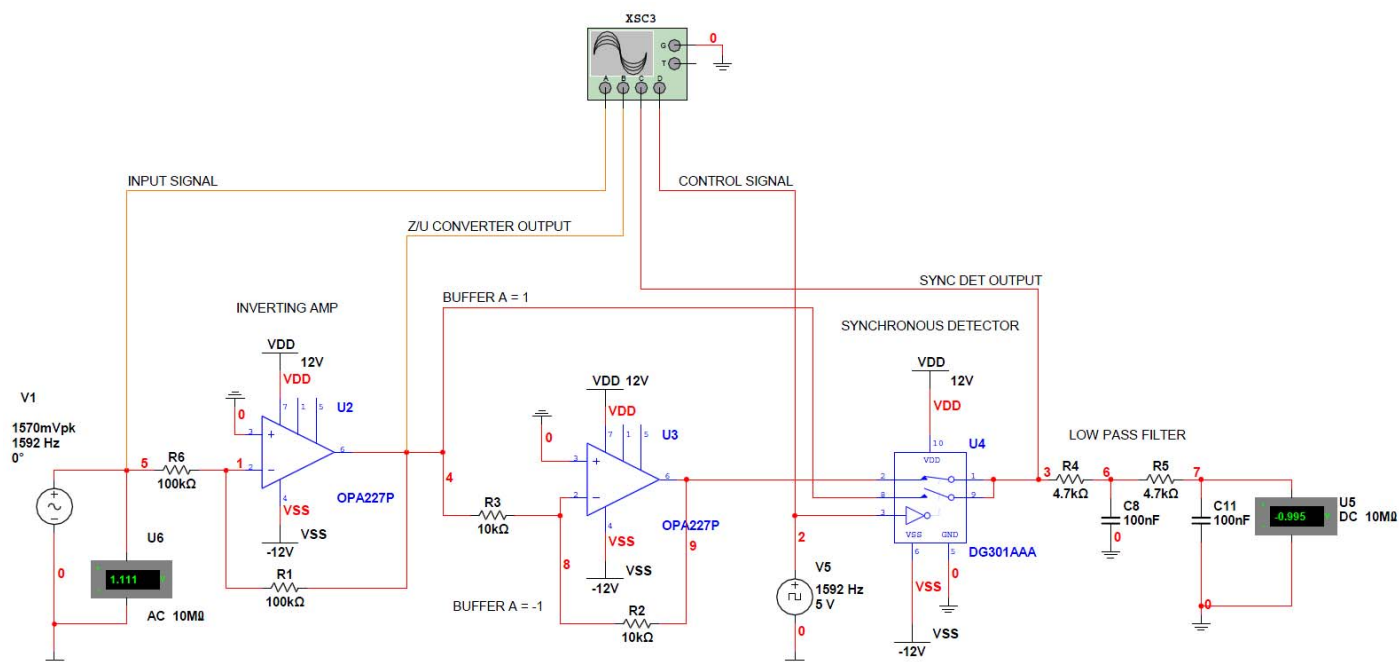 XSC3
0
G
T
A B C D
INPUT SIGNAL
CONTROL SIGNAL
Z/U CONVERTER OUTPUT
SYNC DET OUTPUT
BUFFER A = 1
INVERTING AMP
SYNCHRONOUS DETECTOR
VDD
12V
VDD
7 1 5
U2
0
3
2
6
4
VSS
OPA227P
VSS
-12V
V1
1570mVpk
1592 Hz
0°
5
R6
100kΩ
1
4
R1
100kΩ
U6
1.111 V
AC 10MΩ
0
VDD 12V
VDD
7 1 5
U3
0
3
2
6
4
VSS
OPA227P
VSS
-12V
R3
10kΩ
8
9
R2
10kΩ
BUFFER A = -1
VDD
12V
VDD
10
U4
VDD
2
1
8
9
3
VSS GND
6
5
DG301AAA
VSS
0
VSS
-12V
2
V5
1592 Hz
5 V
0
LOW PASS FILTER
3
R4
4.7kΩ
6
R5
4.7kΩ
7
C8
100nF
0
C11
100nF
0
U5
-0.995 V
DC 10MΩ